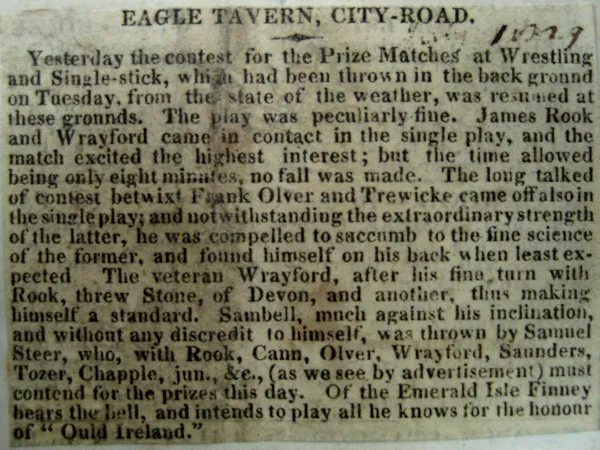 EAGLE TAVERN, CITY-ROAD.
1829
Yesterday the contest for the Prize Matches at Wrestling
and Single-stick, which had been thrown in the back ground
on Tuesday, from the state of the weather, was resumed at
these grounds. The play was peculiarly fine. James Rook
and Wrayford came in contact in the single play, and the
match excited the highest interest; but the time allowed
being only eight minutes, no fall was made. The long talked
of contest betwixt Frank Olver and Trewicke came off also in
the single play; and notwithstanding the extraordinary strength
of the latter, he was compelled to succumb to the fine science
of the former, and found himself on his back when least ex-
pected The veteran Wrayford, after his fine turn with
Rook, threw Stone, of Devon, and another, thus making
himself a standard. Sambell, much against his inclination,
and without any discredit to himself, was thrown by Samuel
Steer, who, with Rook, Cann, Olver, Wrayford, Saunders,
Tozer, Chapple, jun., &c., (as we see by advertisement) must
contend for the prizes this day. Of the Emerald Isle Finney
bears the bell, and intends to play all he knows for the honour
of "Ould Ireland."